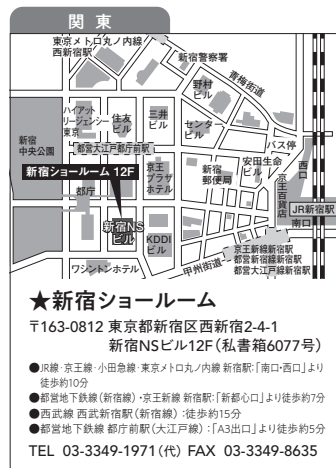 関東
東京メトロ丸ノ内線
西新宿駅
新宿警察署
青梅街道
野村
ビル
ハイアット
リージェンシー
東京
住友
ビル
三井
ビル
センター
ビル
バス停
新宿
中央公園
都営大江戸都庁前駅
安田生命
ビル
西口
新宿ショールーム 12F
京王
プラザ
ホテル
新宿
郵便局
京王百貨店
都庁
JR新宿駅
南口
新宿NS
ビル
KDDI
ビル
京王新線新宿駅
都営新宿線新宿駅
都営大江戸線新宿駅
甲州街道
ワシントンホテル
★新宿ショールーム
〒163-0812 東京都新宿区西新宿2-4-1
新宿NSビル12F(私書箱6077号)
●JR線・京王線・小田急線・東京メトロ丸ノ内線 新宿駅:「南口・西口」より
徒歩約10分
●都営地下鉄線(新宿線)・京王新線 新宿駅:「新都心口」より徒歩約7分
●西武線 西武新宿駅(新宿線):徒歩約15分
●都営地下鉄線 都庁前駅(大江戸線):「A3出口」より徒歩約5分
TEL 03-3349-1971(代) FAX 03-3349-8635